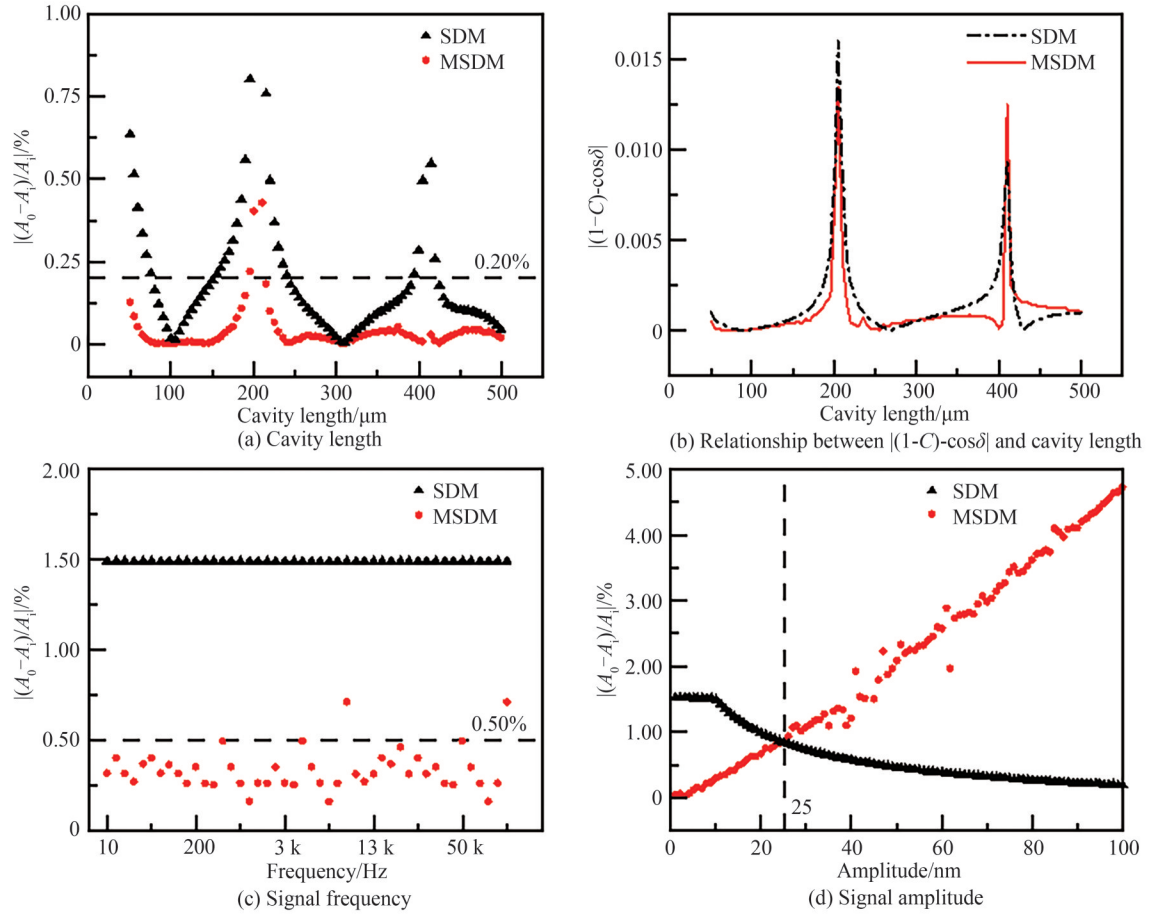 1.00
0.75
0.50
0.25
0
|(A₀−Aᵢ)/Aᵢ|/%
SDM
MSDM
0.20%
0 100 200 300 400 500
Cavity length/μm
(a) Cavity length
0.015
0.010
0.005
0
|(1−C)-cosδ|
SDM
MSDM
0 100 200 300 400 500
Cavity length/μm
(b) Relationship between |(1-C)-cosδ| and cavity length
2.00
1.50
1.00
0.50
0
|(A₀−Aᵢ)/Aᵢ|/%
SDM
MSDM
0.50%
10 200 3 k 13 k 50 k
Frequency/Hz
(c) Signal frequency
5.00
4.00
3.00
2.00
1.00
0
|(A₀−Aᵢ)/Aᵢ|/%
SDM
MSDM
25
0 20 40 60 80 100
Amplitude/nm
(d) Signal amplitude